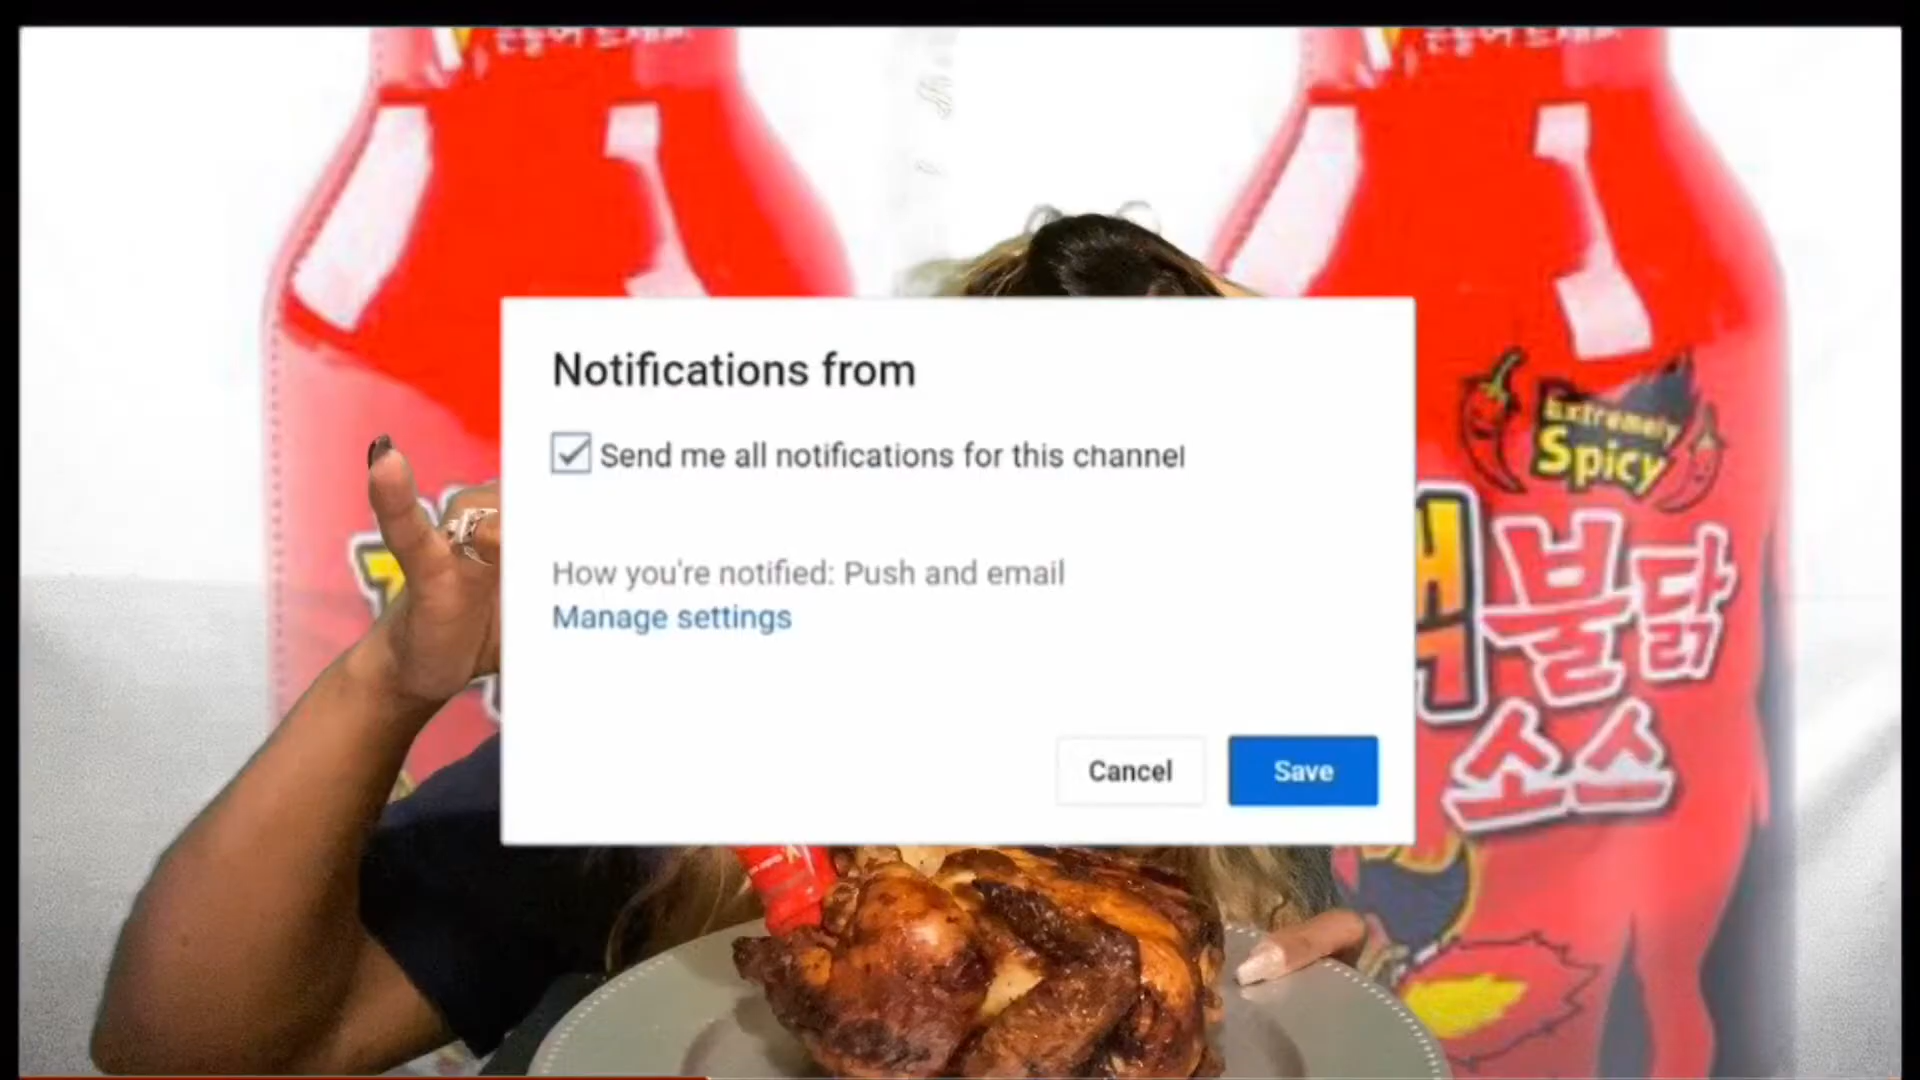 Notifications from
Send me all notifications for this channel
How you're notified: Push and email
Manage settings
Cancel
Save
Extremely
Spicy
불닭
소스